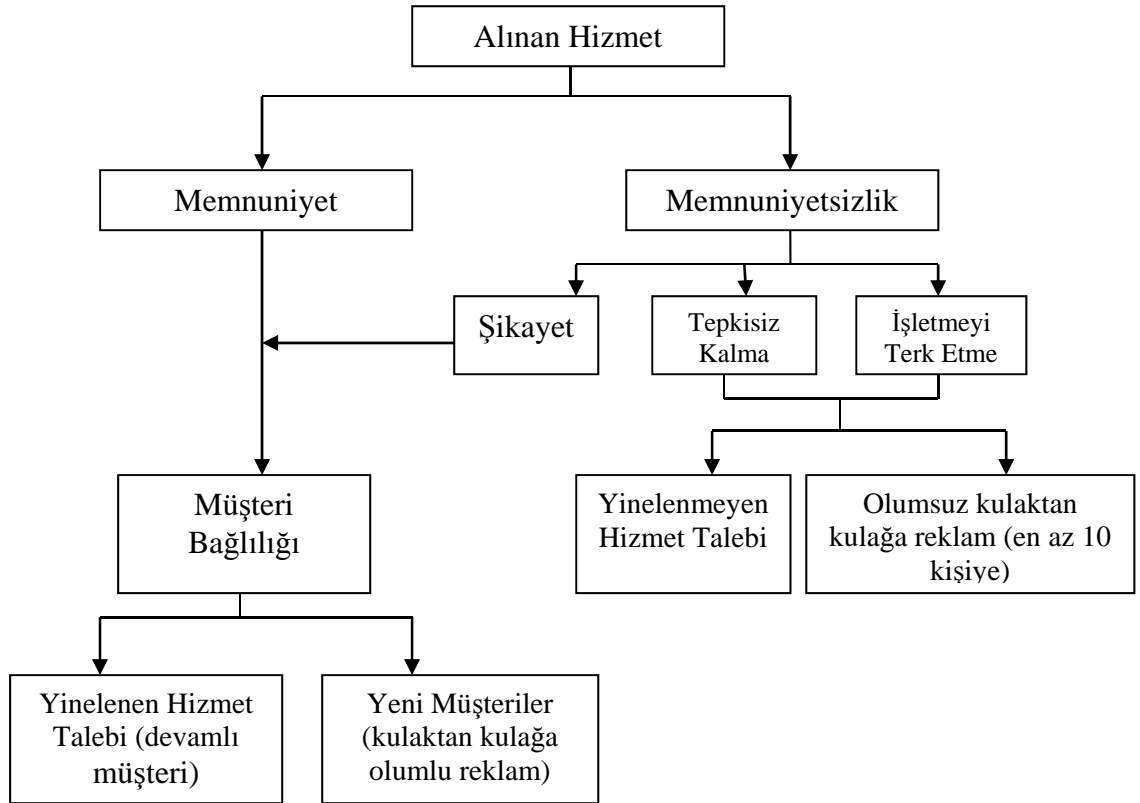 Alınan Hizmet
Memnuniyet
Memnuniyetsizlik
Şikayet
Tepkisiz
Kalma
İşletmeyi
Terk Etme
Müşteri
Bağlılığı
Yinelenmeyen
Hizmet Talebi
Olumsuz kulaktan
kulağa reklam (en az 10
kişiye)
Yinelenen Hizmet
Talebi (devamlı
müşteri)
Yeni Müşteriler
(kulaktan kulağa
olumlu reklam)